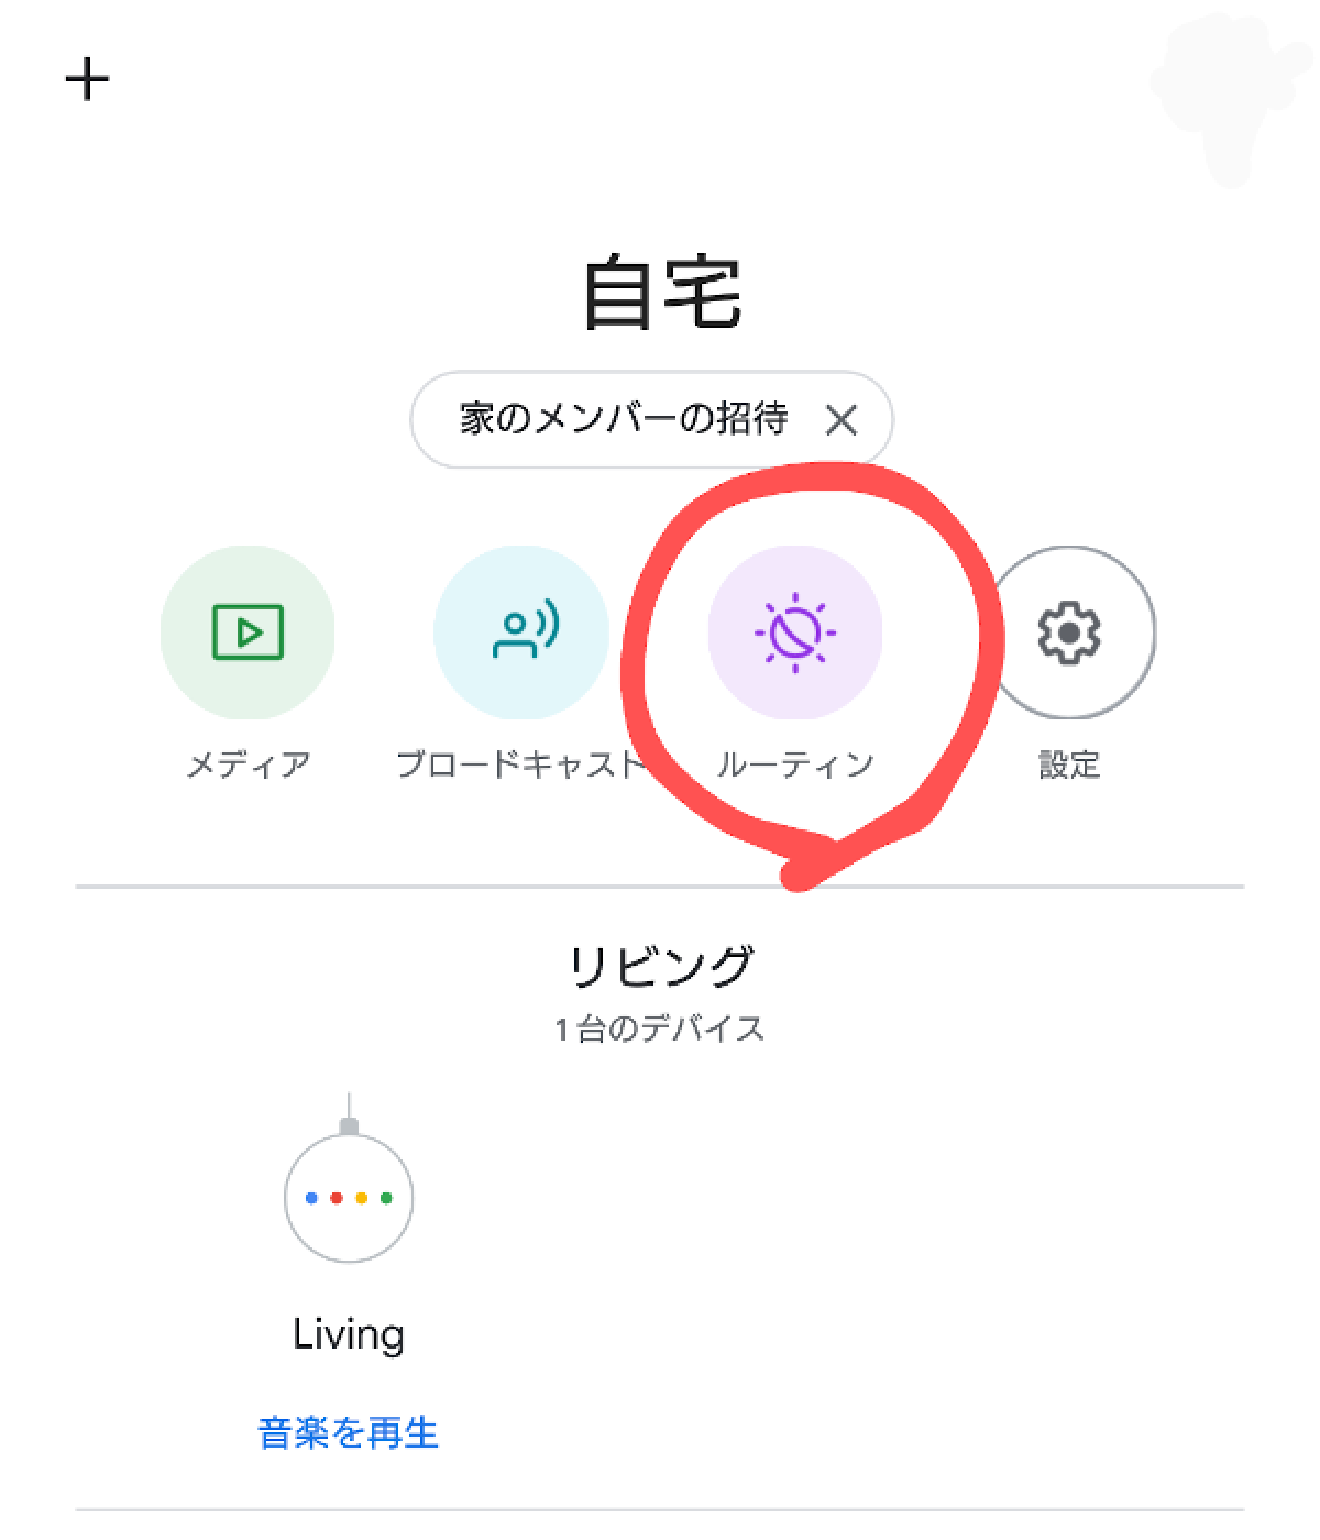 自宅
家のメンバーの招待
メディア
ブロードキャスト
ルーティン
設定
リビング
1 台のデバイス
Living
音楽を再生